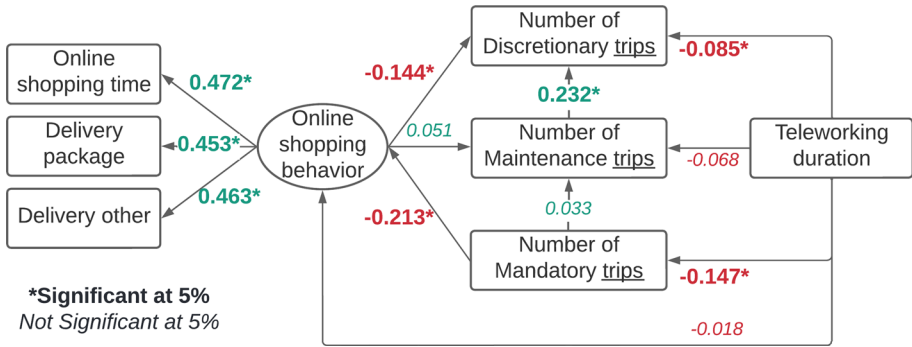 Number of
Discretionary trips
-0.085*
Online
shopping time
0.472*
-0.144*
0.232*
Delivery
package
0.453*
Online
shopping
behavior
0.051
Number of
Maintenance trips
-0.068
Teleworking
duration
Delivery other
0.463*
-0.213*
0.033
Number of
Mandatory trips
-0.147*
*Significant at 5%
Not Significant at 5%
-0.018